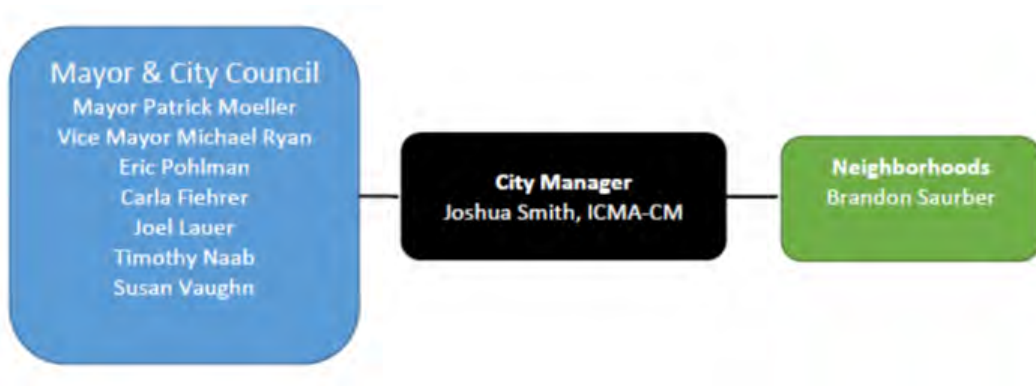 Mayor & City Council
Mayor Patrick Moeller
Vice Mayor Michael Ryan
Eric Pohlman
Carla Fiehrer
Joel Lauer
Timothy Naab
Susan Vaughn
City Manager
Joshua Smith, ICMA-CM
Neighborhoods
Brandon Saurber